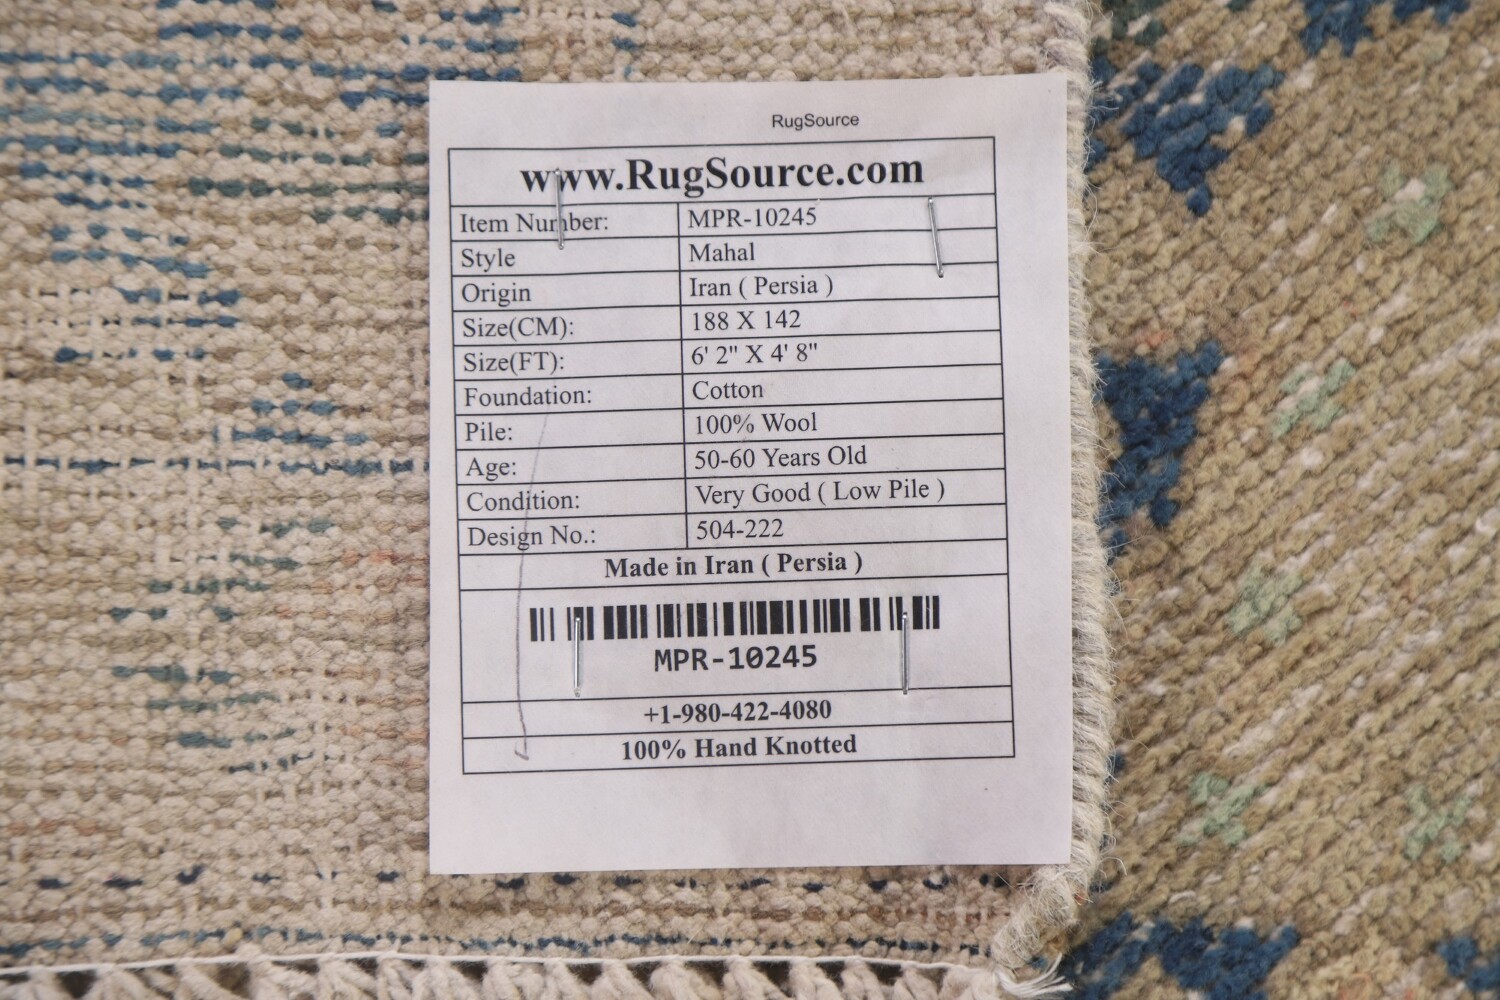 RugSource
www.RugSource.com
Item Number: MPR-10245
Style Mahal
Origin Iran ( Persia )
Size(CM): 188 X 142
Size(FT): 6' 2" X 4' 8"
Foundation: Cotton
Pile: 100% Wool
Age: 50-60 Years Old
Condition: Very Good ( Low Pile )
Design No.: 504-222
Made in Iran ( Persia )
MPR-10245
+1-980-422-4080
100% Hand Knotted